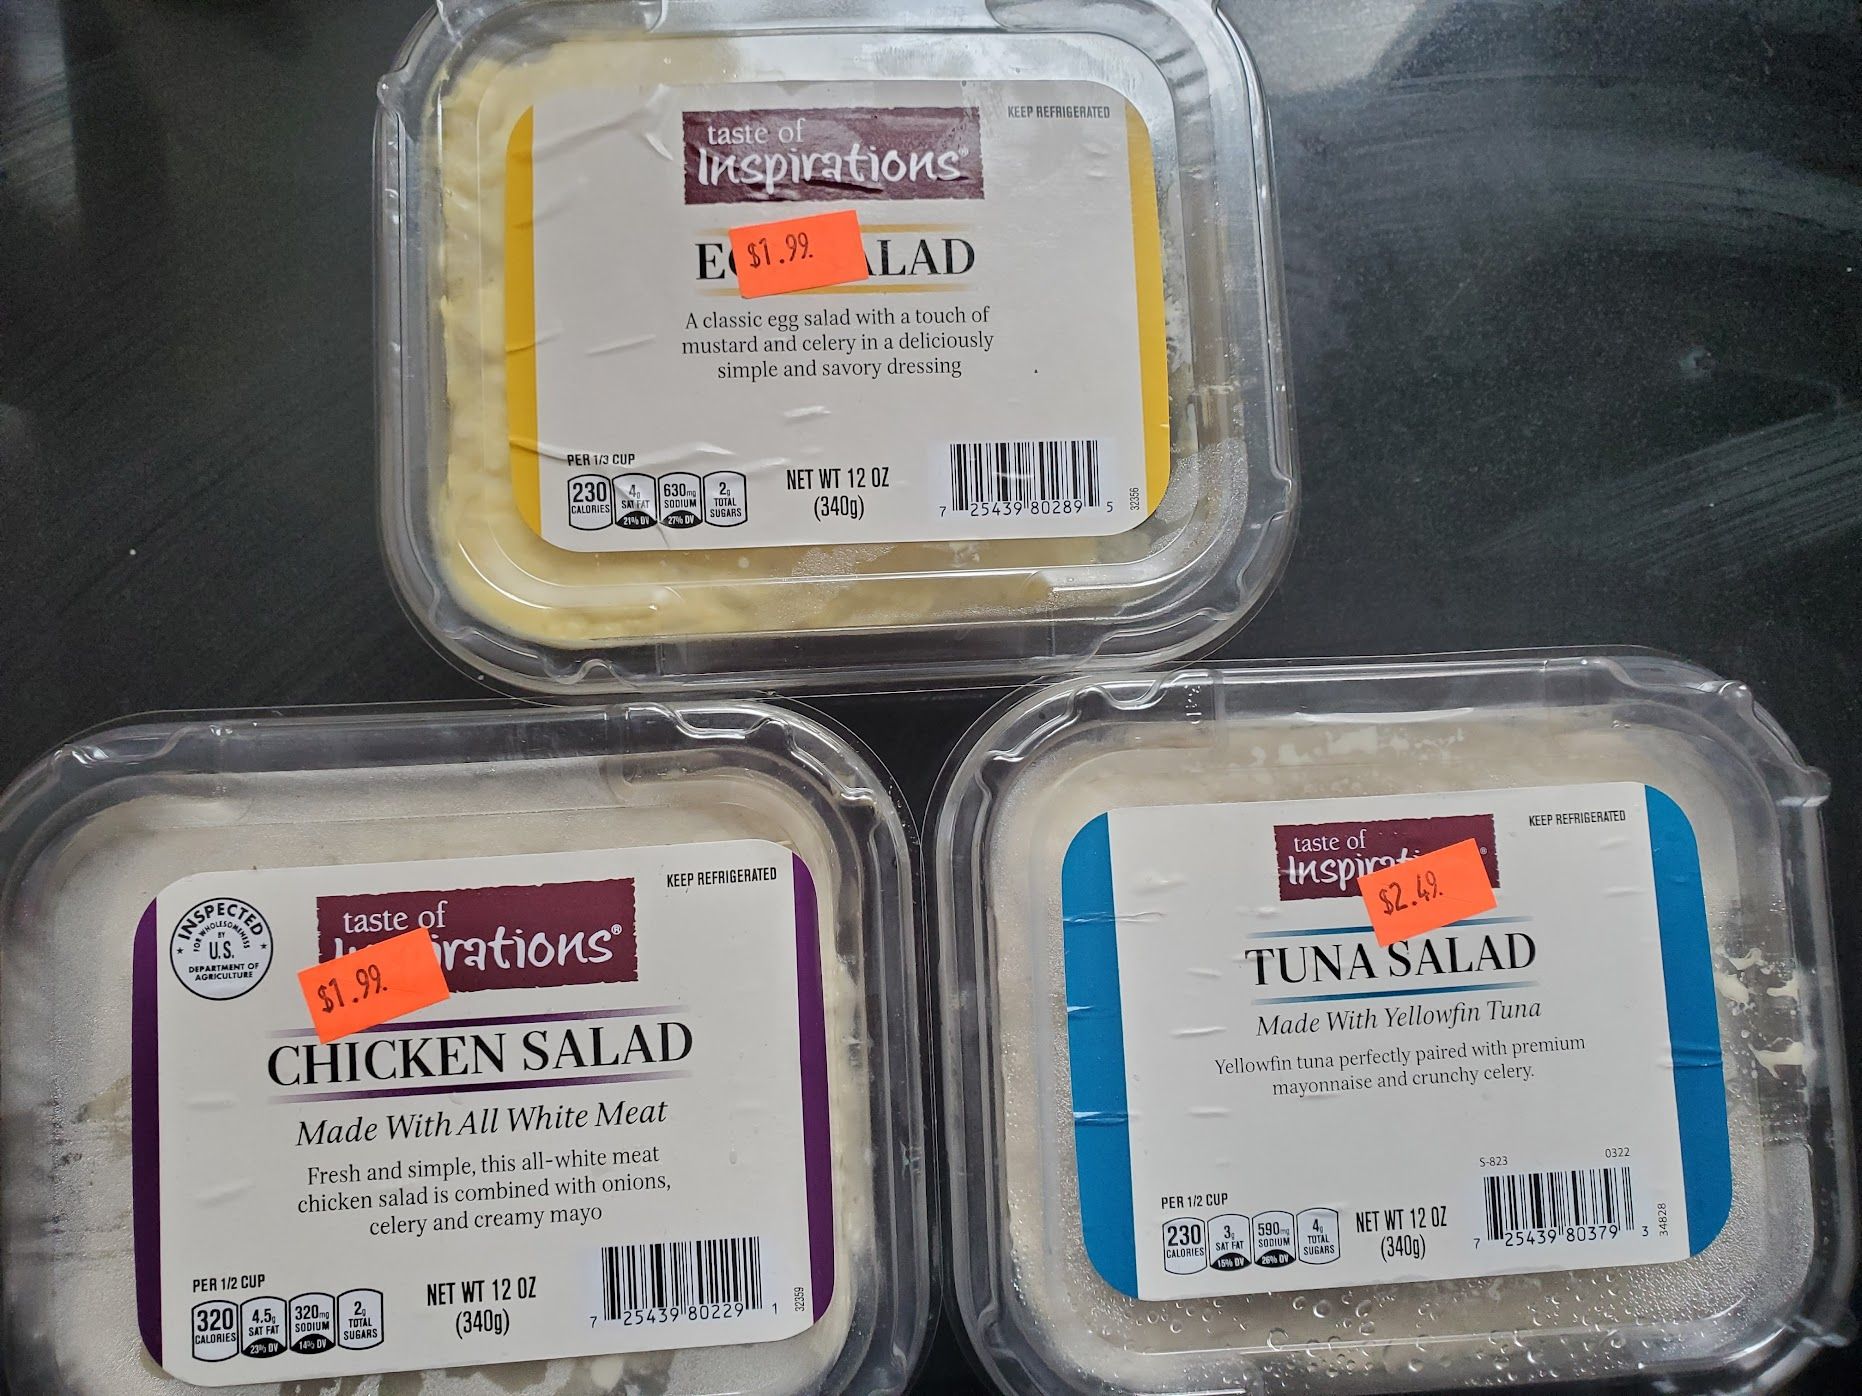 taste of
Inspirations®
KEEP REFRIGERATED
$1.99.
E ALAD
A classic egg salad with a touch of
mustard and celery in a deliciously
simple and savory dressing
PER 1/3 CUP
230 CALORIES
4g SAT FAT 21% DV
630mg SODIUM 27% DV
2g TOTAL SUGARS
NET WT 12 OZ
(340g)
7 25439 80289 5
32356
INSPECTED
FOR WHOLESOMENESS
BY
U.S.
DEPARTMENT OF
AGRICULTURE
taste of
rations®
KEEP REFRIGERATED
$1.99.
CHICKEN SALAD
Made With All White Meat
Fresh and simple, this all-white meat
chicken salad is combined with onions,
celery and creamy mayo
PER 1/2 CUP
320 CALORIES
4.5g SAT FAT 23% DV
320mg SODIUM 14% DV
2g TOTAL SUGARS
NET WT 12 OZ
(340g)
7 25439 80229 1
32359
taste of
Inspirati ®
KEEP REFRIGERATED
$2.49.
TUNA SALAD
Made With Yellowfin Tuna
Yellowfin tuna perfectly paired with premium
mayonnaise and crunchy celery.
S-823 0322
PER 1/2 CUP
230 CALORIES
3g SAT FAT 15% DV
590mg SODIUM 26% DV
4g TOTAL SUGARS
NET WT 12 OZ
(340g)
7 25439 80379 3
34828